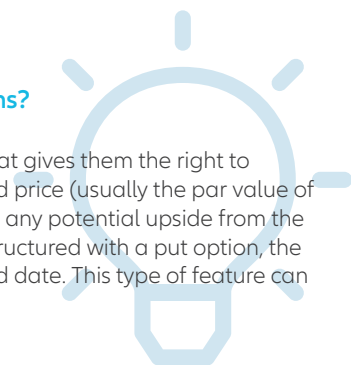 ns?
at gives them the right to
d price (usually the par value of
any potential upside from the
ructured with a put option, the
d date. This type of feature can